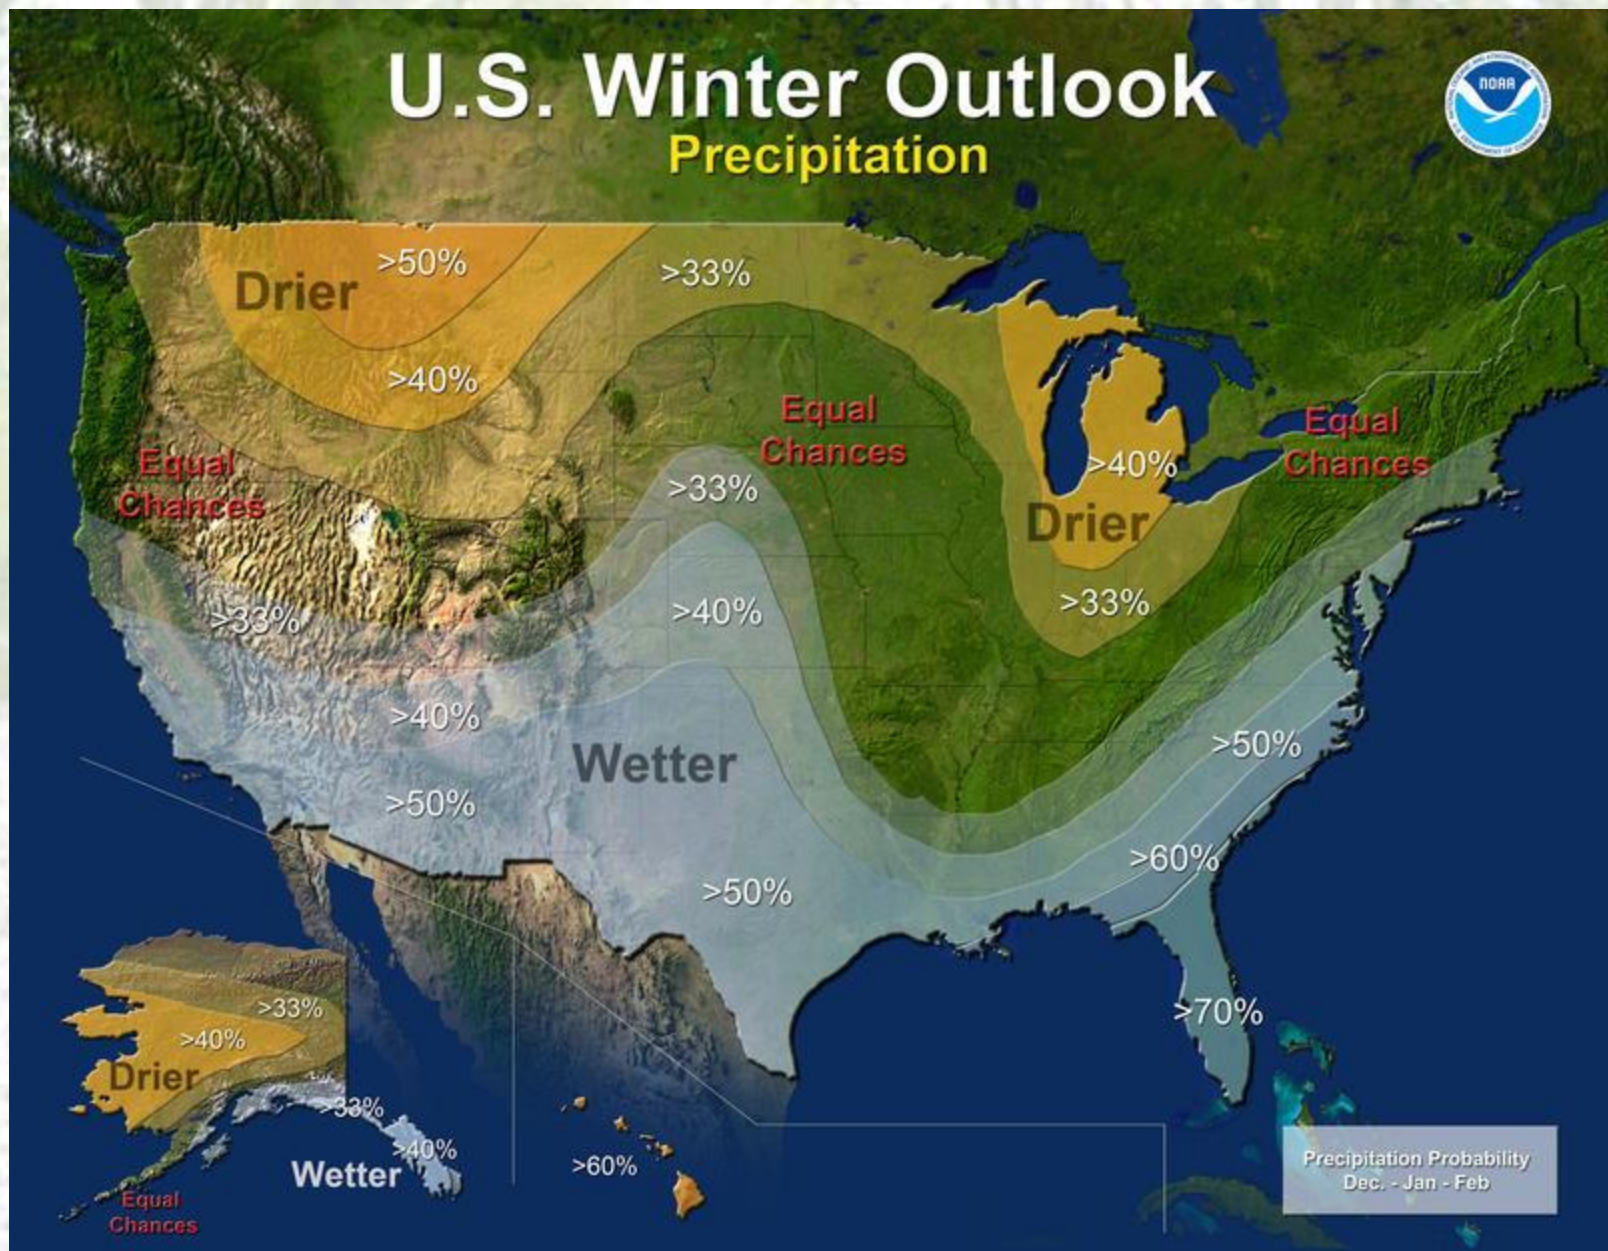 U.S. Winter Outlook
Precipitation
NOAA
>50%
Drier
>33%
>40%
Equal
Chances
Equal
Chances
Equal
Chances
>33%
>40%
Drier
>33%
>40%
>33%
>40%
Wetter
>50%
>50%
>50%
>60%
>70%
>33%
>40%
Drier
>33%
>40%
Wetter
Equal
Chances
>60%
Precipitation Probability
Dec. - Jan - Feb